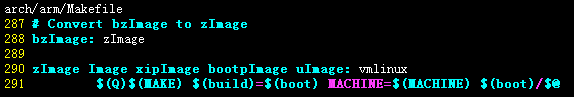 arch/arm/Makefile
287 # Convert bzImage to zImage
288 bzImage: zImage
289
290 zImage Image xipImage bootpImage uImage: vmlinux
291         $(Q)$(MAKE) $(build)=$(boot) MACHINE=$(MACHINE) $(boot)/$@